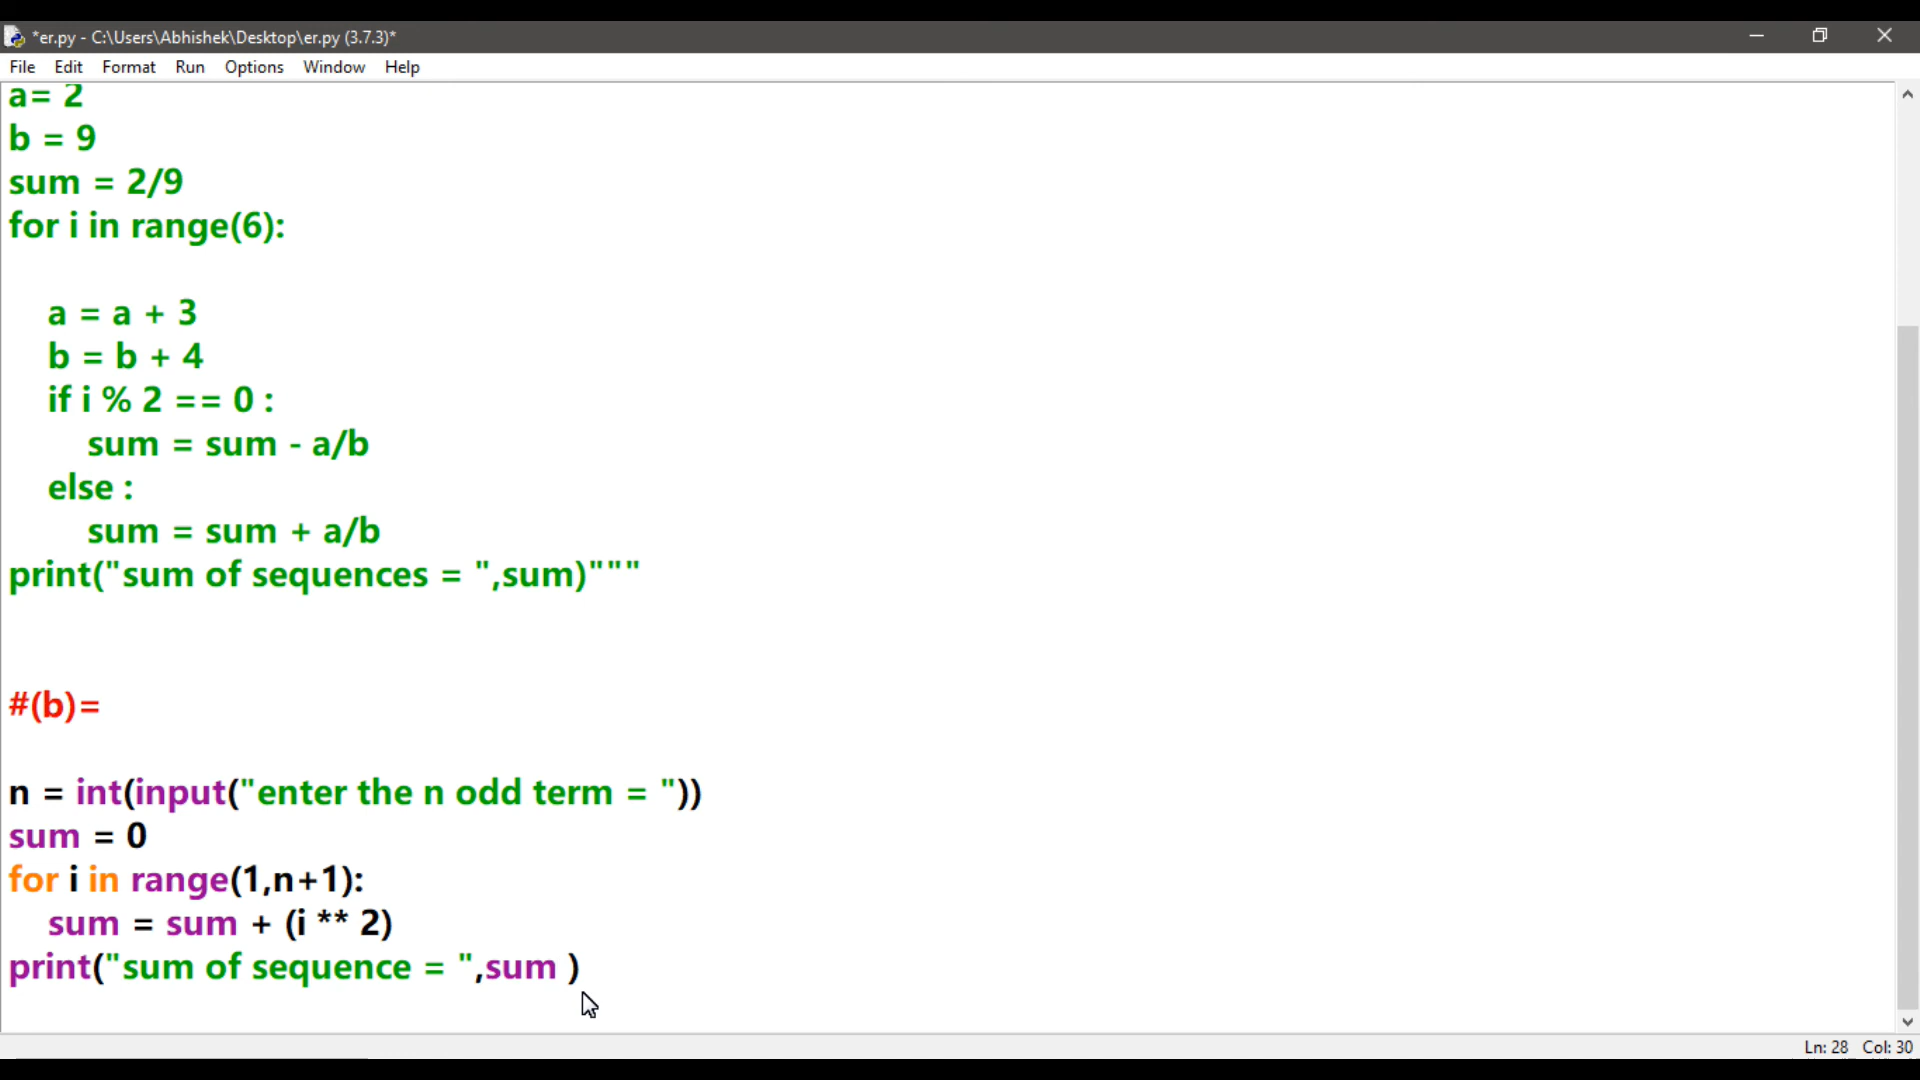 *er.py - C:\Users\Abhishek\Desktop\er.py (3.7.3)*
File Edit Format Run Options Window Help
a= 2
b = 9
sum = 2/9
for i in range(6):
a = a + 3
b = b + 4
if i % 2 == 0 :
sum = sum - a/b
else :
sum = sum + a/b
print("sum of sequences = ",sum)"""
#(b)=
n = int(input("enter the n odd term = "))
sum = 0
for i in range(1,n+1):
sum = sum + (i ** 2)
print("sum of sequence = ",sum )
Ln: 28 Col: 30